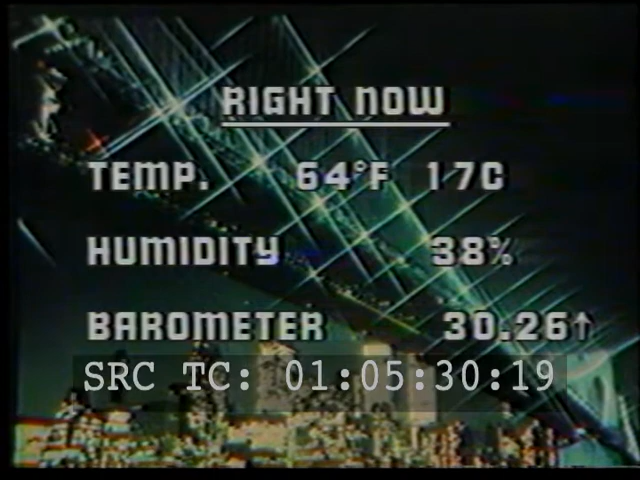 RIGHT NOW
TEMP. 64°F 17C
HUMIDITY 38%
BAROMETER 30.26↑
SRC TC: 01:05:30:19